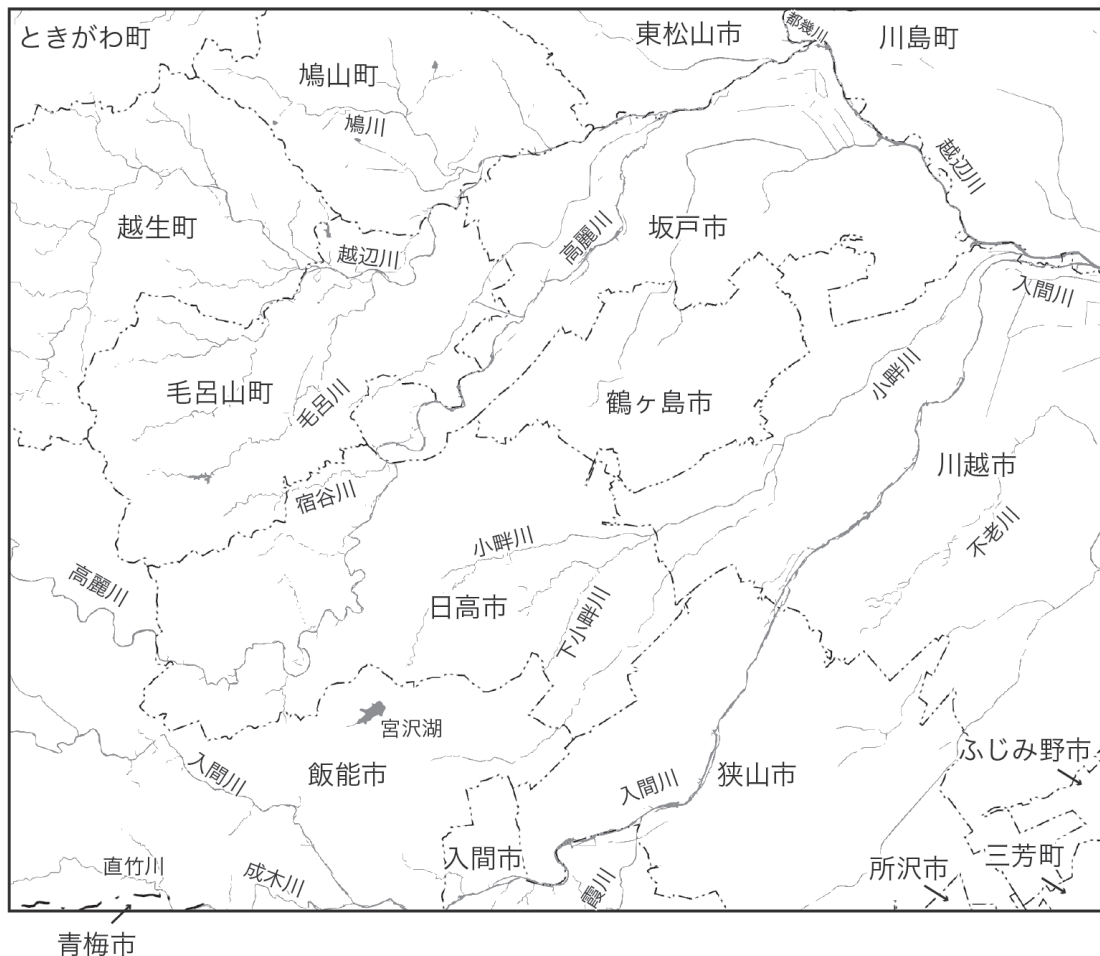 ときがわ町
東松山市
都幾川
川島町
鳩山町
鳩川
越辺川
越生町
越辺川
高麗川
坂戸市
入間川
毛呂山町
毛呂川
鶴ヶ島市
小畔川
川越市
宿谷川
小畔川
不老川
高麗川
日高市
下小畔川
宮沢湖
入間川
飯能市
入間川
狭山市
ふじみ野市
直竹川
成木川
入間市
霞川
所沢市
三芳町
青梅市